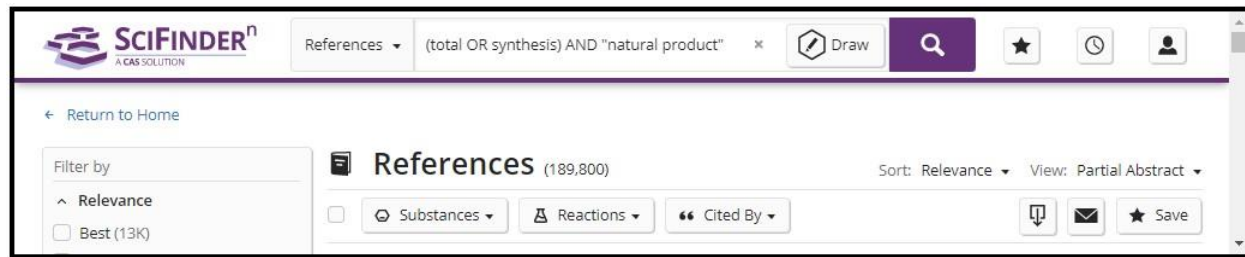 SCIFINDERⁿ
A CAS SOLUTION
References (total OR synthesis) AND "natural product" × Draw
← Return to Home
Filter by
Relevance
Best (13K)
References (189,800)
Sort: Relevance View: Partial Abstract
Substances Reactions Cited By Save